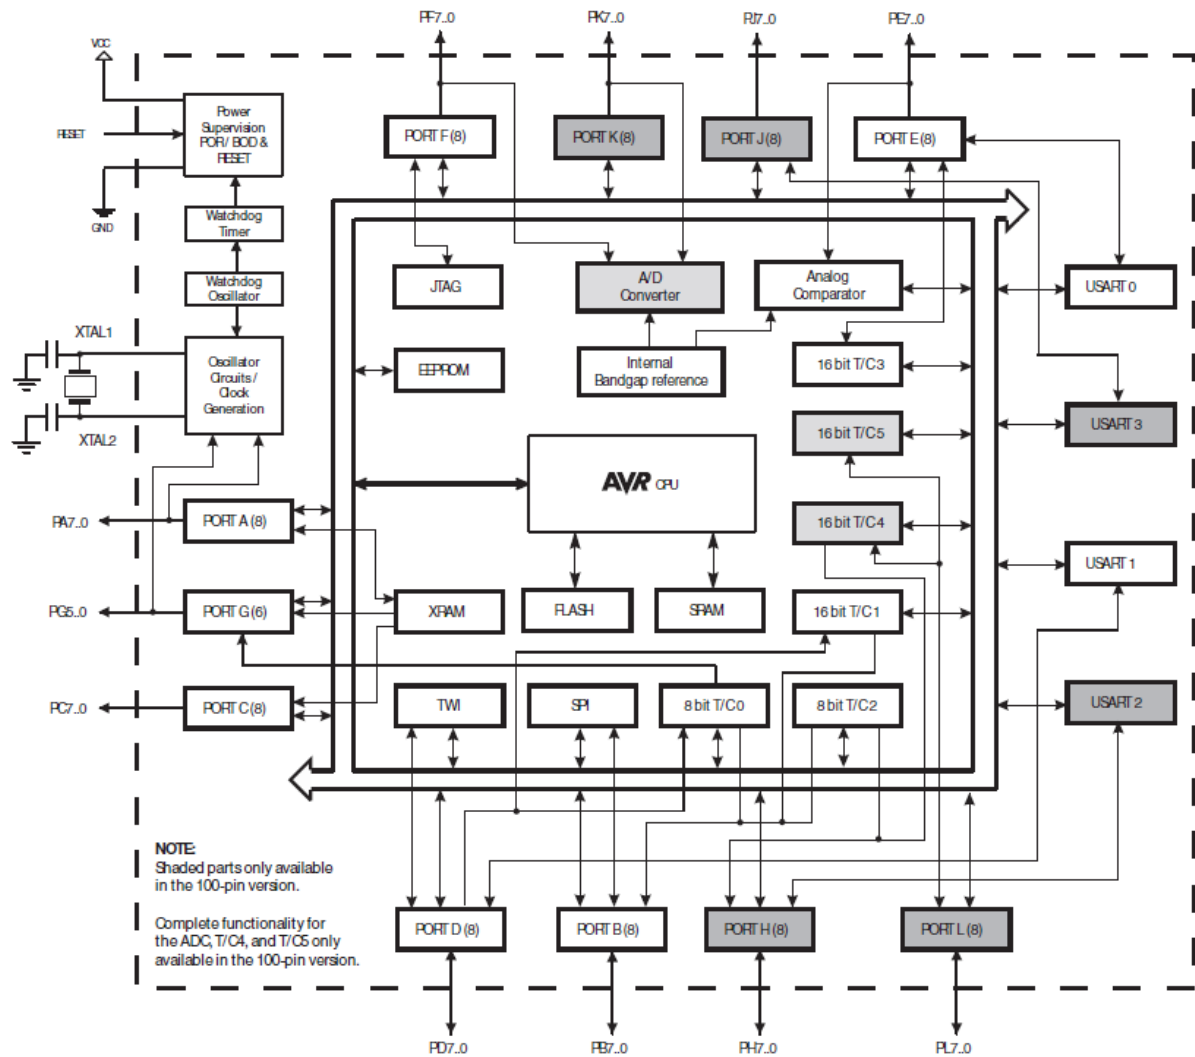 PF7..0
PK7..0
PJ7..0
PE7..0
VCC
RESET
GND
Power
Supervision
POR/ BOD &
RESET
PORT F (8)
PORT K (8)
PORT J (8)
PORT E (8)
Watchdog
Timer
Watchdog
Oscillator
JTAG
A/D
Converter
Analog
Comparator
USART 0
XTAL1
Oscillator
Circuits /
Clock
Generation
XTAL2
EEPROM
Internal
Bandgap reference
16 bit T/C3
16 bit T/C5
USART 3
AVR CPU
PA7..0
PORT A (8)
16 bit T/C4
USART 1
PG5..0
PORT G (6)
XRAM
FLASH
SRAM
16 bit T/C1
PC7..0
PORT C (8)
TWI
SPI
8 bit T/C0
8 bit T/C2
USART 2
NOTE:
Shaded parts only available
in the 100-pin version.
Complete functionality for
the ADC, T/C4, and T/C5 only
available in the 100-pin version.
PORT D (8)
PORT B (8)
PORT H (8)
PORT L (8)
PD7..0
PB7..0
PH7..0
PL7..0